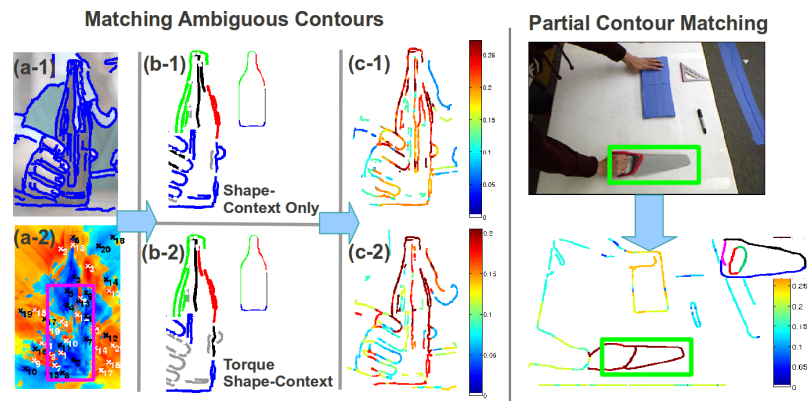 Matching Ambiguous Contours
Partial Contour Matching
(a-1)
(b-1)
(c-1)
0.25
0.2
0.15
0.1
0.05
0
Shape-
Context Only
(a-2)
(b-2)
(c-2)
0.2
0.15
0.1
0.05
0
Torque
Shape-Context
0.25
0.2
0.15
0.1
0.05
0